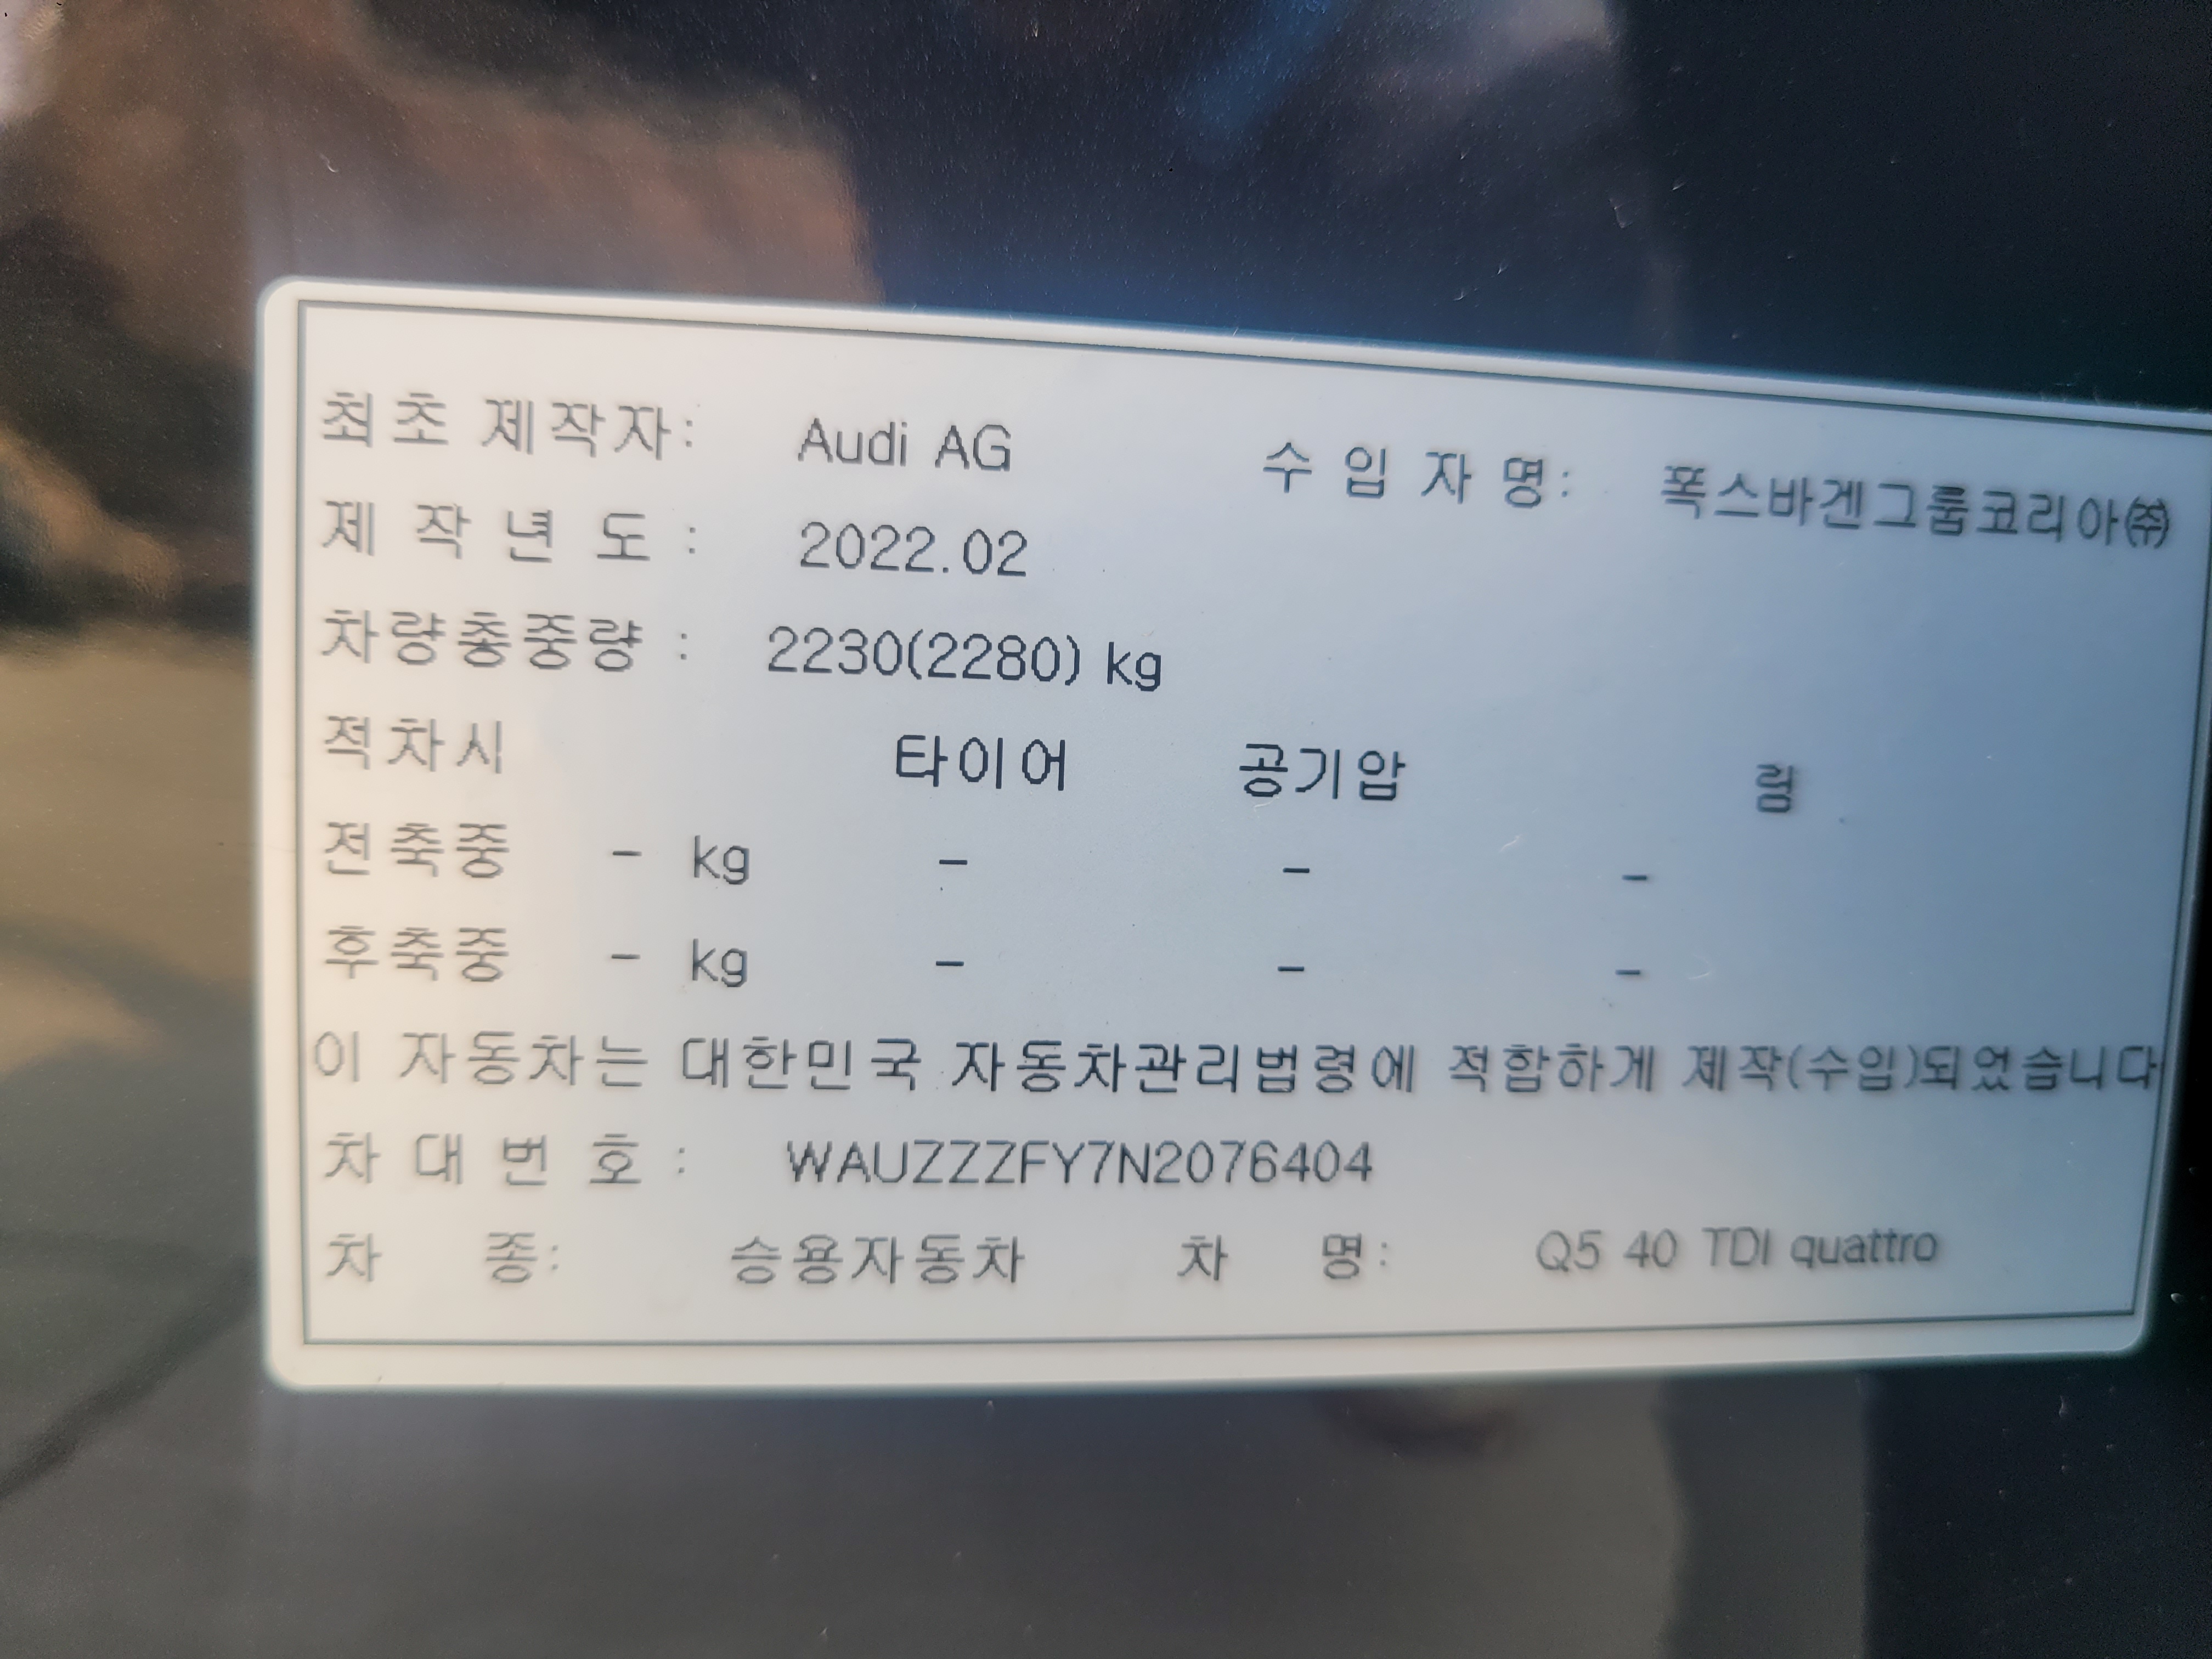 최초 제작자: Audi AG 수 입 자 명: 폭스바겐그룹코리아㈜
제 작 년 도 : 2022.02
차량총중량 : 2230(2280) kg
적차시 타이어 공기압 림
전축중 - kg - - -
후축중 - kg - - -
이 자동차는 대한민국 자동차관리법령에 적합하게 제작(수입)되었습니다
차 대 번 호 : WAUZZZFY7N2076404
차 종: 승용자동차 차 명: Q5 40 TDI quattro